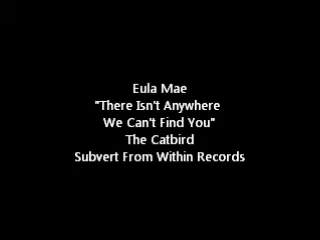 Eula Mae
"There Isn't Anywhere
We Can't Find You"
The Catbird
Subvert From Within Records